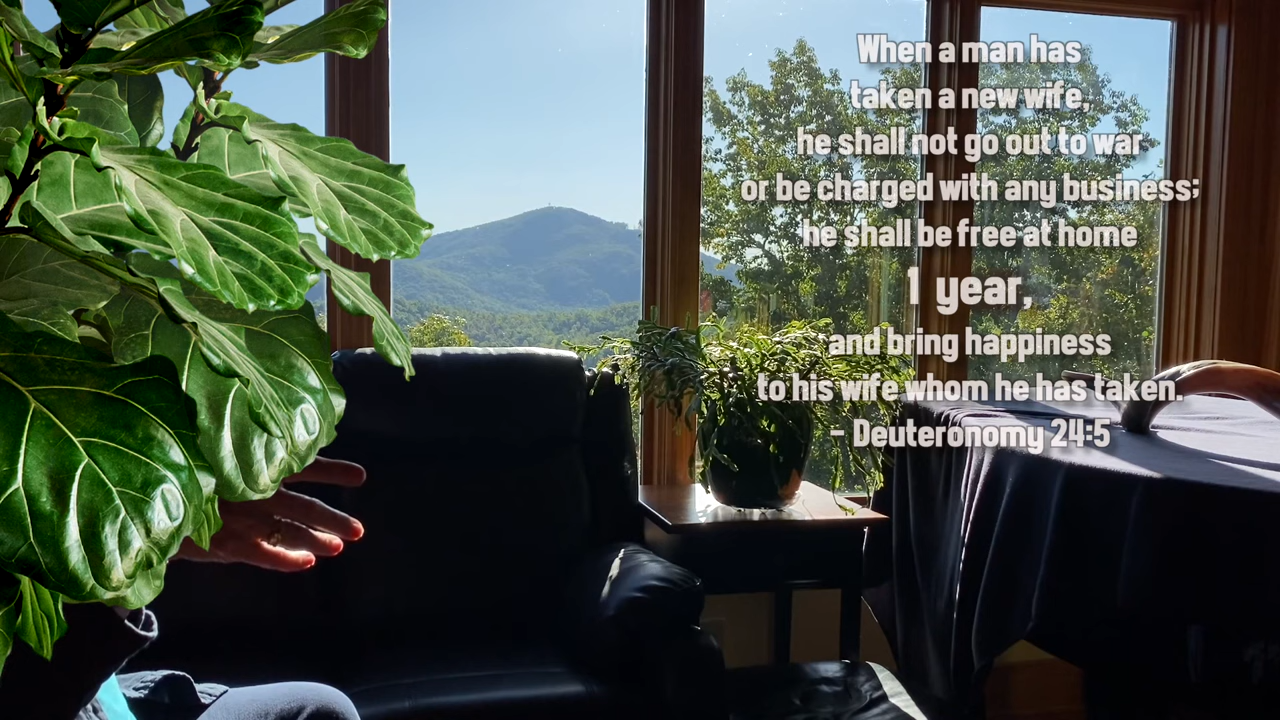 When a man has
taken a new wife,
he shall not go out to war
or be charged with any business;
he shall be free at home
1 year,
and bring happiness
to his wife whom he has taken.
- Deuteronomy 24:5